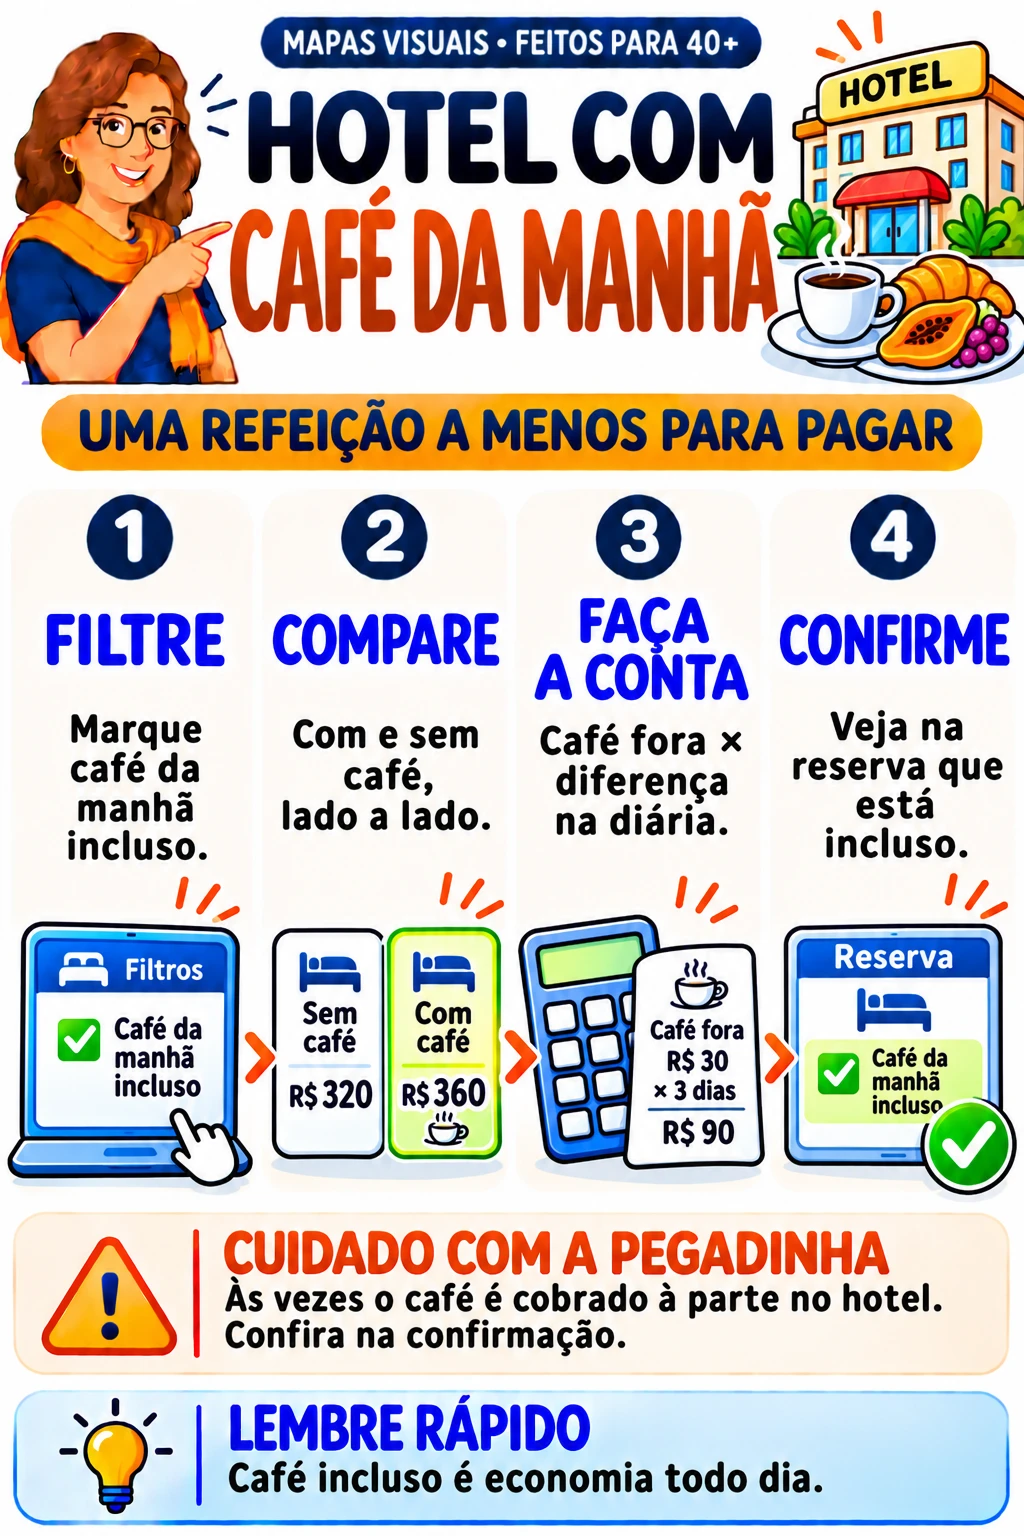 MAPAS VISUAIS • FEITOS PARA 40+
HOTEL COM
CAFÉ DA MANHÃ
HOTEL
UMA REFEIÇÃO A MENOS PARA PAGAR
1
FILTRE
Marque
café da
manhã
incluso.
Filtros
Café da
manhã
incluso
2
COMPARE
Com e sem
café,
lado a lado.
Sem
café
R$ 320
Com
café
R$ 360
3
FAÇA
A CONTA
Café fora ×
diferença
na diária.
Café fora
R$ 30
× 3 dias
R$ 90
4
CONFIRME
Veja na
reserva que
está
incluso.
Reserva
Café da
manhã
incluso
CUIDADO COM A PEGADINHA
Às vezes o café é cobrado à parte no hotel.
Confira na confirmação.
LEMBRE RÁPIDO
Café incluso é economia todo dia.